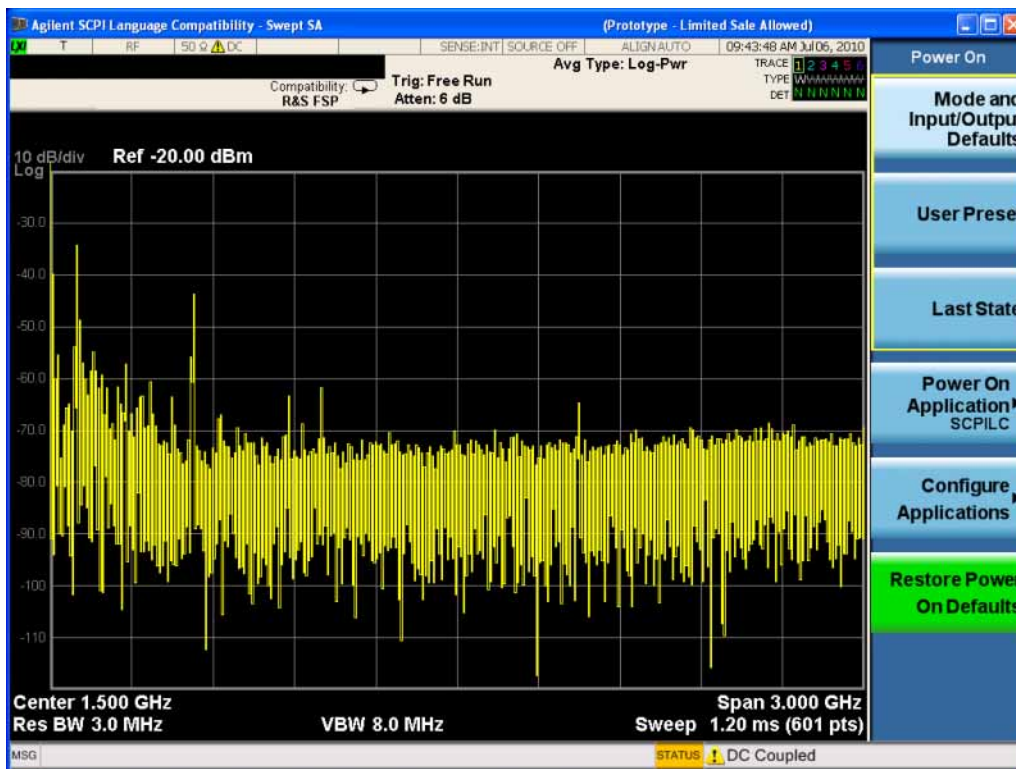 Agilent SCPI Language Compatibility - Swept SA (Prototype - Limited Sale Allowed)
LXI T RF 50 Ω DC SENSE:INT SOURCE OFF ALIGN AUTO 09:43:48 AM Jul 06, 2010
Compatibility:
R&S FSP
Trig: Free Run
Atten: 6 dB
Avg Type: Log-Pwr
TRACE 1 2 3 4 5 6
TYPE WWWWWW
DET N N N N N N
10 dB/div Ref -20.00 dBm
Log
-30.0
-40.0
-50.0
-60.0
-70.0
-80.0
-90.0
-100
-110
Center 1.500 GHz Span 3.000 GHz
Res BW 3.0 MHz VBW 8.0 MHz Sweep 1.20 ms (601 pts)
MSG STATUS DC Coupled
Power On
Mode and
Input/Outpu
Defaults
User Prese
Last State
Power On
Application
SCPILC
Configure
Applications
Restore Power
On Defaults